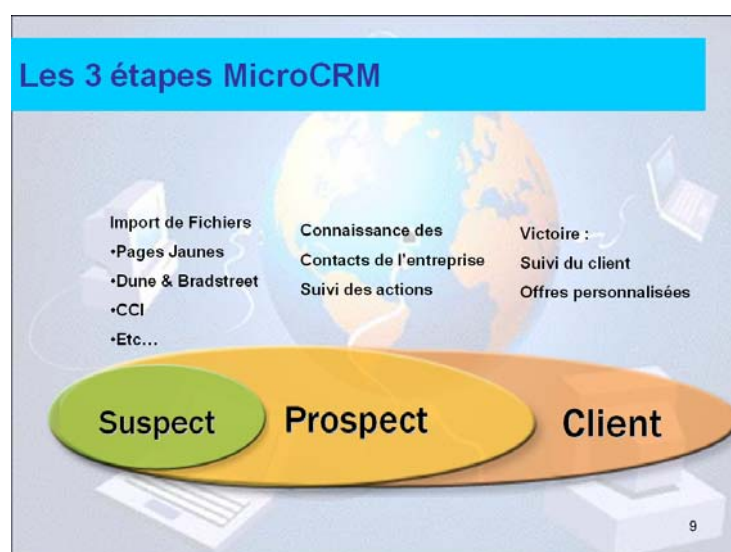 Les 3 étapes MicroCRM
Import de Fichiers
•Pages Jaunes
•Dune & Bradstreet
•CCI
•Etc…
Connaissance des
Contacts de l'entreprise
Suivi des actions
Victoire :
Suivi du client
Offres personnalisées
Suspect
Prospect
Client
9